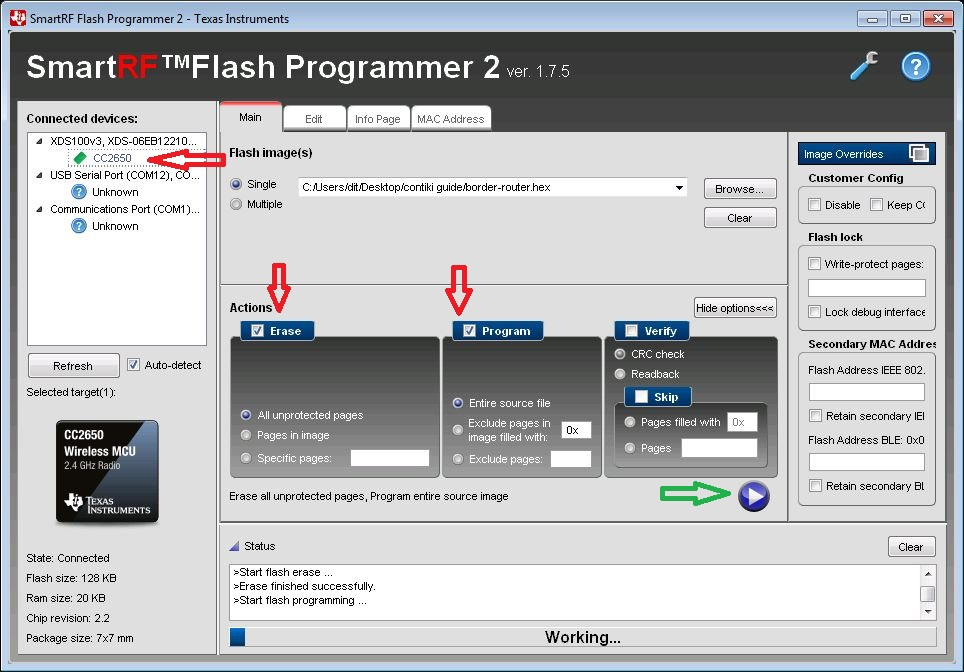 SmartRF Flash Programmer 2 - Texas Instruments
SmartRF™Flash Programmer 2 ver. 1.7.5
?
Connected devices:
XDS100v3, XDS-06EB12210...
CC2650
USB Serial Port (COM12), CO...
? Unknown
Communications Port (COM1)...
? Unknown
Refresh
Auto-detect
Selected target(1):
CC2650
Wireless MCU
2.4 GHz Radio
TEXAS
INSTRUMENTS
State: Connected
Flash size: 128 KB
Ram size: 20 KB
Chip revision: 2.2
Package size: 7x7 mm
Main
Edit
Info Page
MAC Address
Flash image(s)
Single
C:/Users/dit/Desktop/contiki guide/border-router.hex
Browse...
Multiple
Clear
Actions
Hide options<<<
Erase
All unprotected pages
Pages in image
Specific pages:
Program
Entire source file
Exclude pages in
image filled with:
0x
Exclude pages:
Verify
CRC check
Readback
Skip
Pages filled with
0x
Pages
Erase all unprotected pages, Program entire source image
Image Overrides
Customer Config
Disable
Keep CC
Flash lock
Write-protect pages:
Lock debug interface
Secondary MAC Addres
Flash Address IEEE 802.
Retain secondary IEI
Flash Address BLE: 0x0
Retain secondary BL
Status
Clear
>Start flash erase ...
>Erase finished successfully.
>Start flash programming ...
Working...